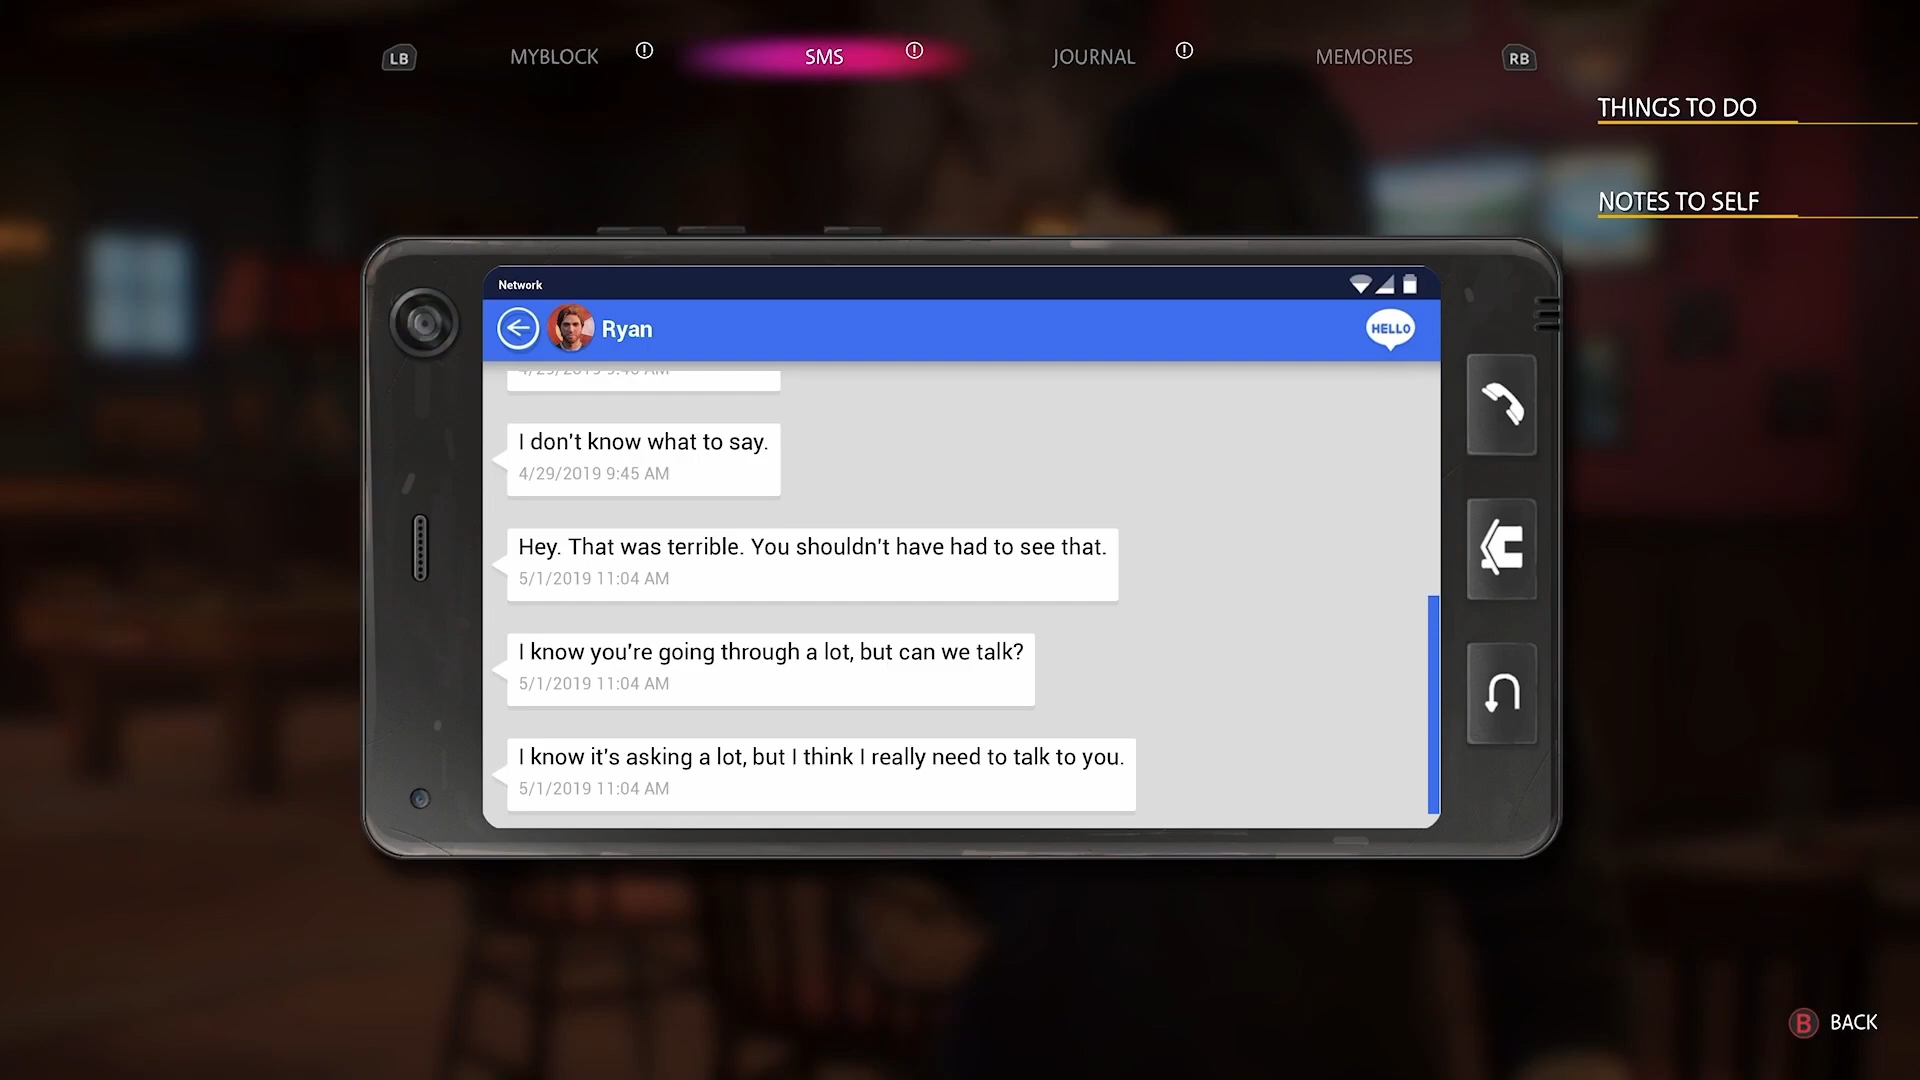 LB
MYBLOCK
SMS
JOURNAL
MEMORIES
RB
THINGS TO DO
NOTES TO SELF
Network
Ryan
HELLO
I don't know what to say.
4/29/2019 9:45 AM
Hey. That was terrible. You shouldn't have had to see that.
5/1/2019 11:04 AM
I know you're going through a lot, but can we talk?
5/1/2019 11:04 AM
I know it's asking a lot, but I think I really need to talk to you.
5/1/2019 11:04 AM
B BACK